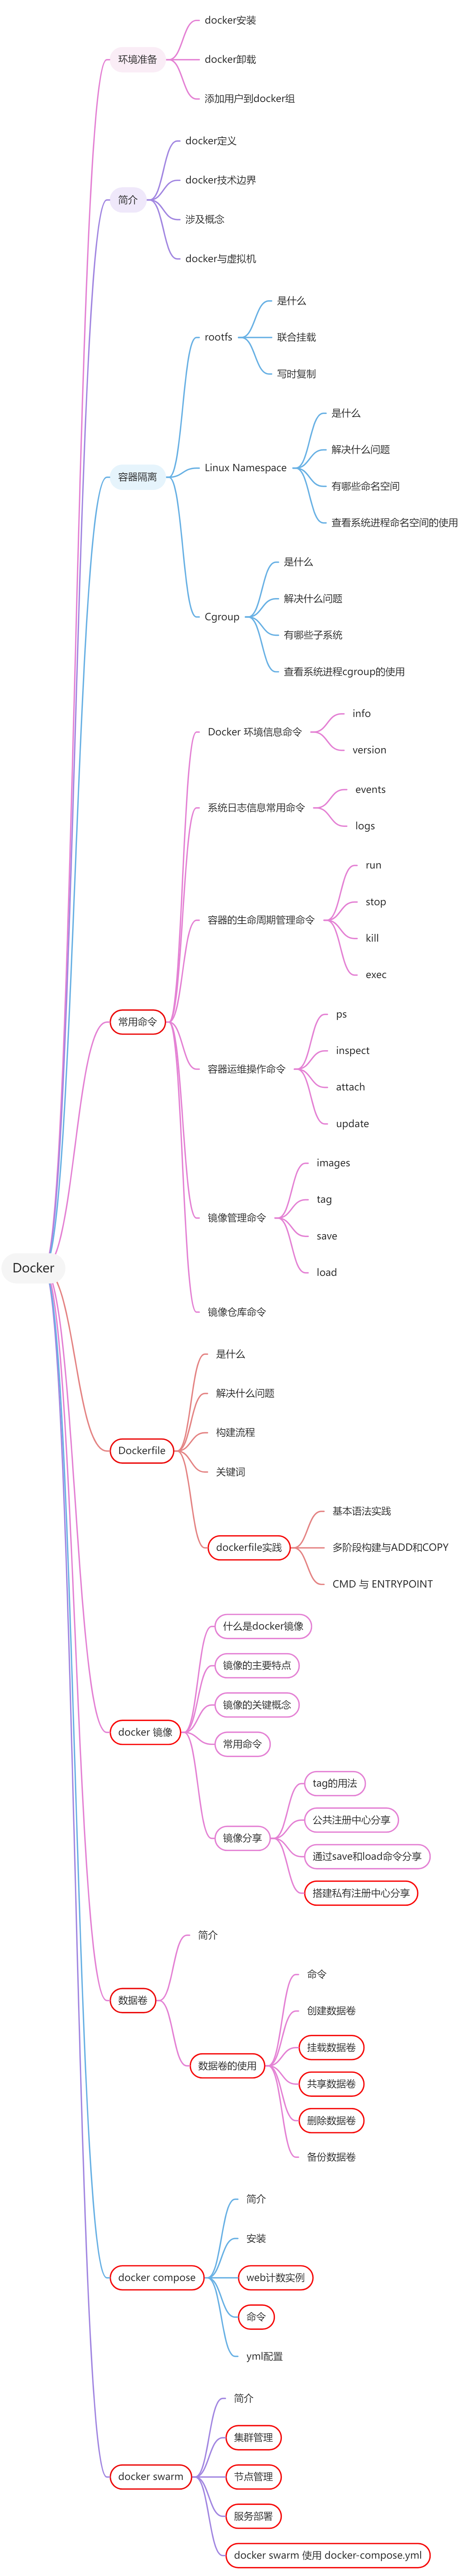 Docker
环境准备
docker安装
docker卸载
添加用户到docker组
简介
docker定义
docker技术边界
涉及概念
docker与虚拟机
容器隔离
rootfs
是什么
联合挂载
写时复制
Linux Namespace
是什么
解决什么问题
有哪些命名空间
查看系统进程命名空间的使用
Cgroup
是什么
解决什么问题
有哪些子系统
查看系统进程cgroup的使用
常用命令
Docker 环境信息命令
info
version
系统日志信息常用命令
events
logs
容器的生命周期管理命令
run
stop
kill
exec
容器运维操作命令
ps
inspect
attach
update
镜像管理命令
images
tag
save
load
镜像仓库命令
Dockerfile
是什么
解决什么问题
构建流程
关键词
dockerfile实践
基本语法实践
多阶段构建与ADD和COPY
CMD 与 ENTRYPOINT
docker 镜像
什么是docker镜像
镜像的主要特点
镜像的关键概念
常用命令
镜像分享
tag的用法
公共注册中心分享
通过save和load命令分享
搭建私有注册中心分享
数据卷
简介
数据卷的使用
命令
创建数据卷
挂载数据卷
共享数据卷
删除数据卷
备份数据卷
docker compose
简介
安装
web计数实例
命令
yml配置
docker swarm
简介
集群管理
节点管理
服务部署
docker swarm 使用 docker-compose.yml